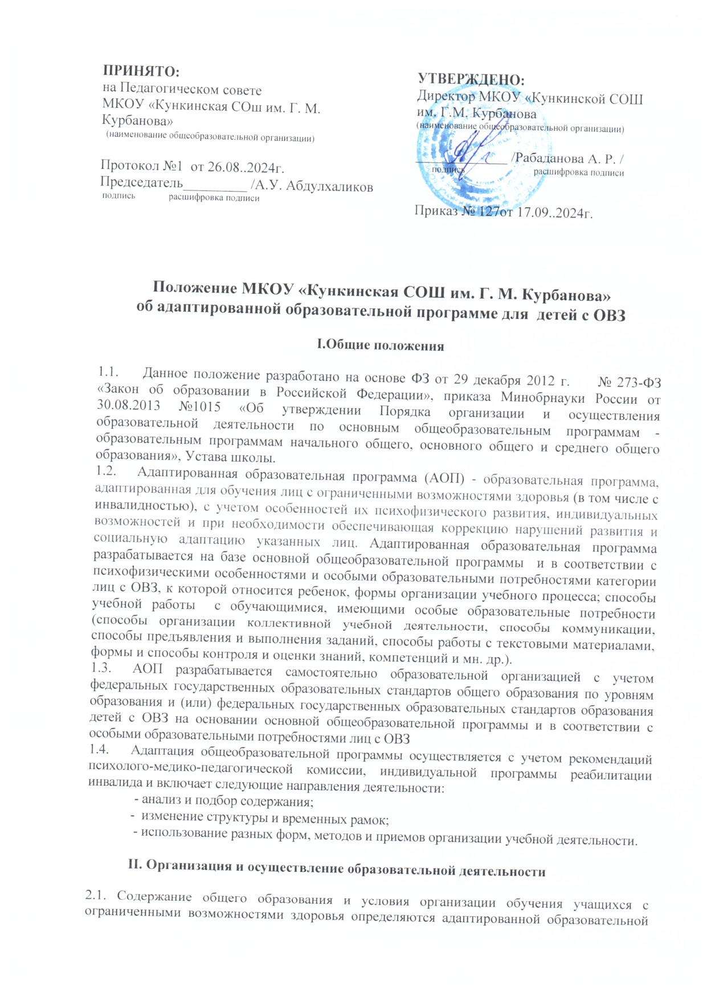 ПРИНЯТО:
на Педагогическом совете
МКОУ «Кункинская СОш им. Г. М.
Курбанова»
(наименование общеобразовательной организации)
Протокол №1 от 26.08..2024г.
Председатель_________ /А.У. Абдулхаликов
подпись расшифровка подписи
УТВЕРЖДЕНО:
Директор МКОУ «Кункинской СОШ
им. Г.М. Курбанова
(наименование общеобразовательной организации)
_____________ /Рабаданова А. Р. /
подпись расшифровка подписи
Приказ № 127от 17.09..2024г.
Положение МКОУ «Кункинская СОШ им. Г. М. Курбанова»
об адаптированной образовательной программе для детей с ОВЗ
I.Общие положения
1.1. Данное положение разработано на основе ФЗ от 29 декабря 2012 г. № 273-ФЗ
«Закон об образовании в Российской Федерации», приказа Минобрнауки России от
30.08.2013 №1015 «Об утверждении Порядка организации и осуществления
образовательной деятельности по основным общеобразовательным программам -
образовательным программам начального общего, основного общего и среднего общего
образования», Устава школы.
1.2. Адаптированная образовательная программа (АОП) - образовательная программа,
адаптированная для обучения лиц с ограниченными возможностями здоровья (в том числе с
инвалидностью), с учетом особенностей их психофизического развития, индивидуальных
возможностей и при необходимости обеспечивающая коррекцию нарушений развития и
социальную адаптацию указанных лиц. Адаптированная образовательная программа
разрабатывается на базе основной общеобразовательной программы и в соответствии с
психофизическими особенностями и особыми образовательными потребностями категории
лиц с ОВЗ, к которой относится ребенок, формы организации учебного процесса; способы
учебной работы с обучающимися, имеющими особые образовательные потребности
(способы организации коллективной учебной деятельности, способы коммуникации,
способы предъявления и выполнения заданий, способы работы с текстовыми материалами,
формы и способы контроля и оценки знаний, компетенций и мн. др.).
1.3. АОП разрабатывается самостоятельно образовательной организацией с учетом
федеральных государственных образовательных стандартов общего образования по уровням
образования и (или) федеральных государственных образовательных стандартов образования
детей с ОВЗ на основании основной общеобразовательной программы и в соответствии с
особыми образовательными потребностями лиц с ОВЗ
1.4. Адаптация общеобразовательной программы осуществляется с учетом рекомендаций
психолого-медико-педагогической комиссии, индивидуальной программы реабилитации
инвалида и включает следующие направления деятельности:
- анализ и подбор содержания;
- изменение структуры и временных рамок;
- использование разных форм, методов и приемов организации учебной деятельности.
II. Организация и осуществление образовательной деятельности
2.1. Содержание общего образования и условия организации обучения учащихся с
ограниченными возможностями здоровья определяются адаптированной образовательной